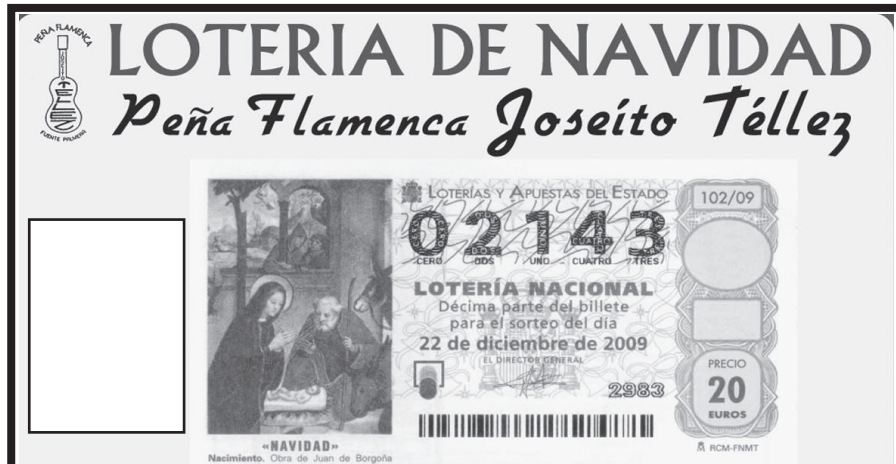 PEÑA FLAMENCA
TELLEZ
FUENTE PALMERA
LOTERIA DE NAVIDAD
Peña Flamenca Joseíto Téllez
LOTERÍAS Y APUESTAS DEL ESTADO
102/09
02143
CERO DOS UNO CUATRO TRES
LOTERÍA NACIONAL
Décima parte del billete
para el sorteo del día
22 de diciembre de 2009
EL DIRECTOR GENERAL
2983
PRECIO
20
EUROS
«NAVIDAD»
Nacimiento. Obra de Juan de Borgoña
RCM-FNMT